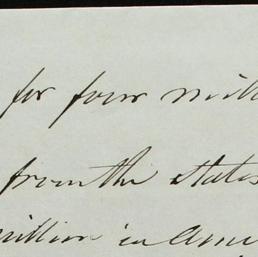 for four mill
from the states
million in Ame